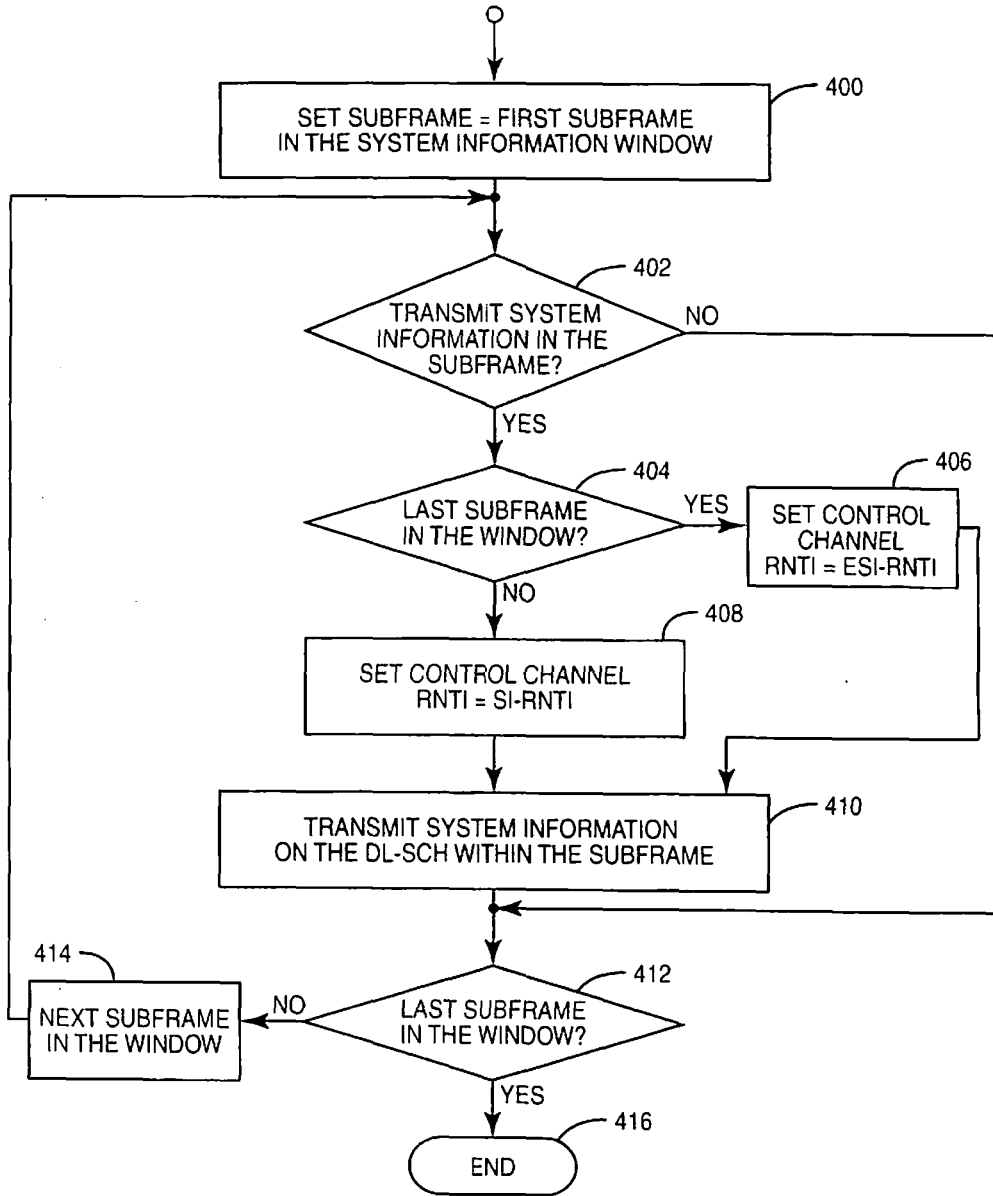 400
SET SUBFRAME = FIRST SUBFRAME
IN THE SYSTEM INFORMATION WINDOW
402
TRANSMIT SYSTEM
INFORMATION IN THE
SUBFRAME?
NO
YES
404
LAST SUBFRAME
IN THE WINDOW?
YES
406
SET CONTROL
CHANNEL
RNTI = ESI-RNTI
NO
408
SET CONTROL CHANNEL
RNTI = SI-RNTI
410
TRANSMIT SYSTEM INFORMATION
ON THE DL-SCH WITHIN THE SUBFRAME
412
LAST SUBFRAME
IN THE WINDOW?
NO
414
NEXT SUBFRAME
IN THE WINDOW
YES
416
END